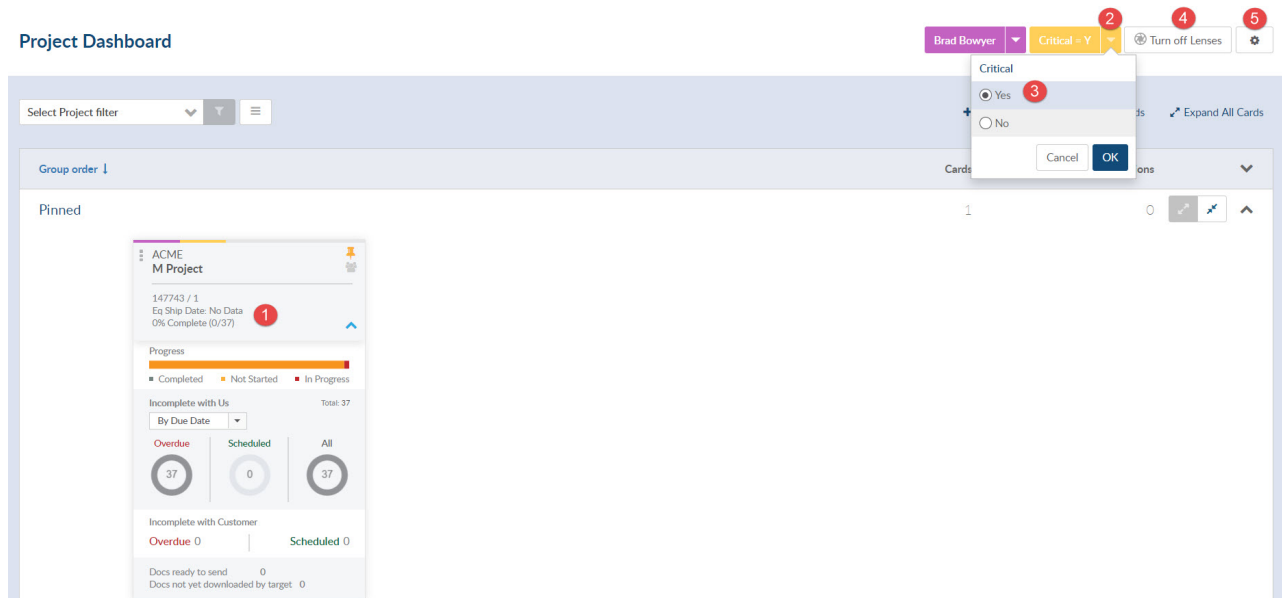 Project Dashboard
Brad Bowyer
Critical = Y
2
4
Turn off Lenses
5
Critical
Yes
3
No
Cancel
OK
Select Project filter
Expand All Cards
Group order
Cards
Pinned
1
0
ACME
M Project
147743 / 1
Eq Ship Date: No Data
0% Complete (0/37)
1
Progress
Completed Not Started In Progress
Incomplete with Us Total: 37
By Due Date
Overdue Scheduled All
37 0 37
Incomplete with Customer
Overdue 0 Scheduled 0
Docs ready to send 0
Docs not yet downloaded by target 0